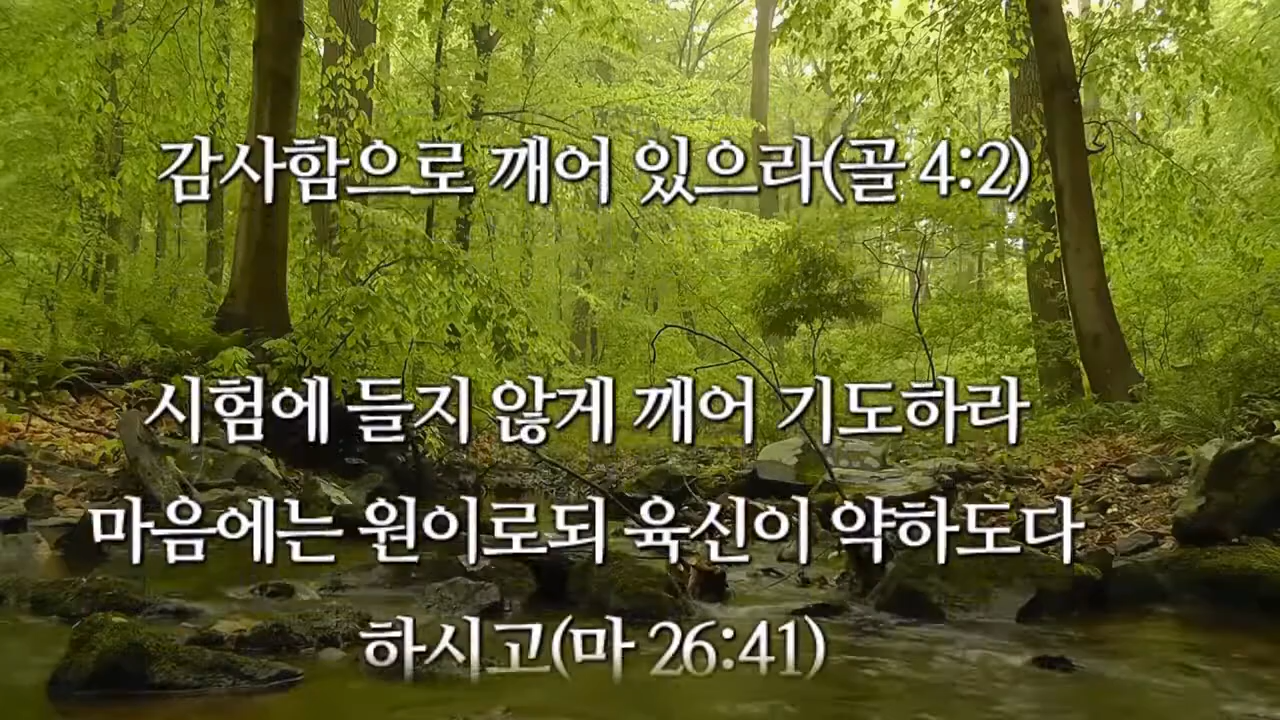 감사함으로 깨어 있으라(골 4:2)
시험에 들지 않게 깨어 기도하라
마음에는 원이로되 육신이 약하도다
하시고(마 26:41)